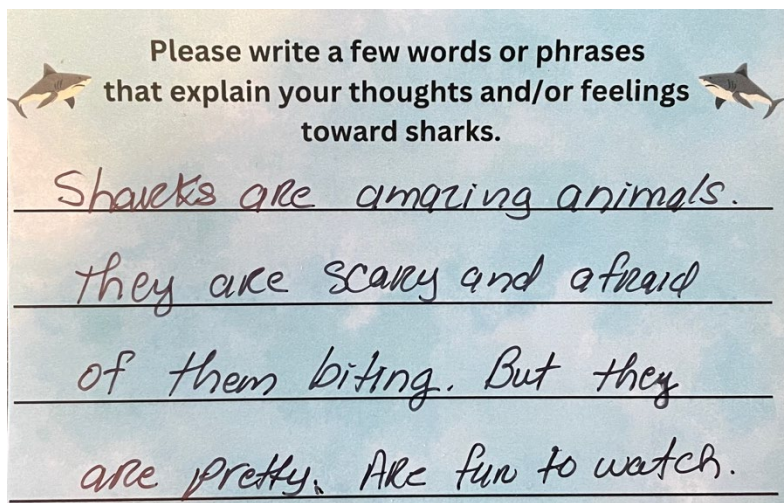 Please write a few words or phrases
that explain your thoughts and/or feelings
toward sharks.
Sharks are amazing animals.
they are scary and afraid
of them biting. But they
are pretty. Are fun to watch.